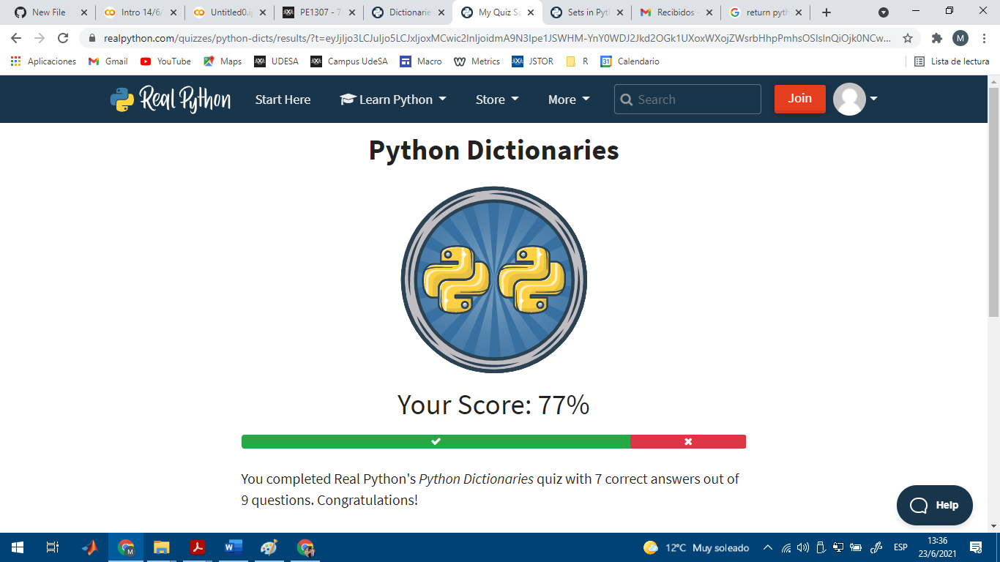 New File
Intro 14/6/
Untitled0.i
PE1307 - 7
Dictionarie
My Quiz Sc
Sets in Pyth
Recibidos -
return pyth
realpython.com/quizzes/python-dicts/results/?t=
Aplicaciones
Gmail
YouTube
Maps
UDESA
Campus UdeSA
Macro
Metrics
JSTOR
R
31
Calendario
Lista de lectura
Real Python
Start Here
Learn Python
Store
More
Search
Join
Python Dictionaries
Your Score: 77%
You completed Real Python's Python Dictionaries quiz with 7 correct answers out of
9 questions. Congratulations!
Help
12°C Muy soleado
ESP
13:36
23/6/2021